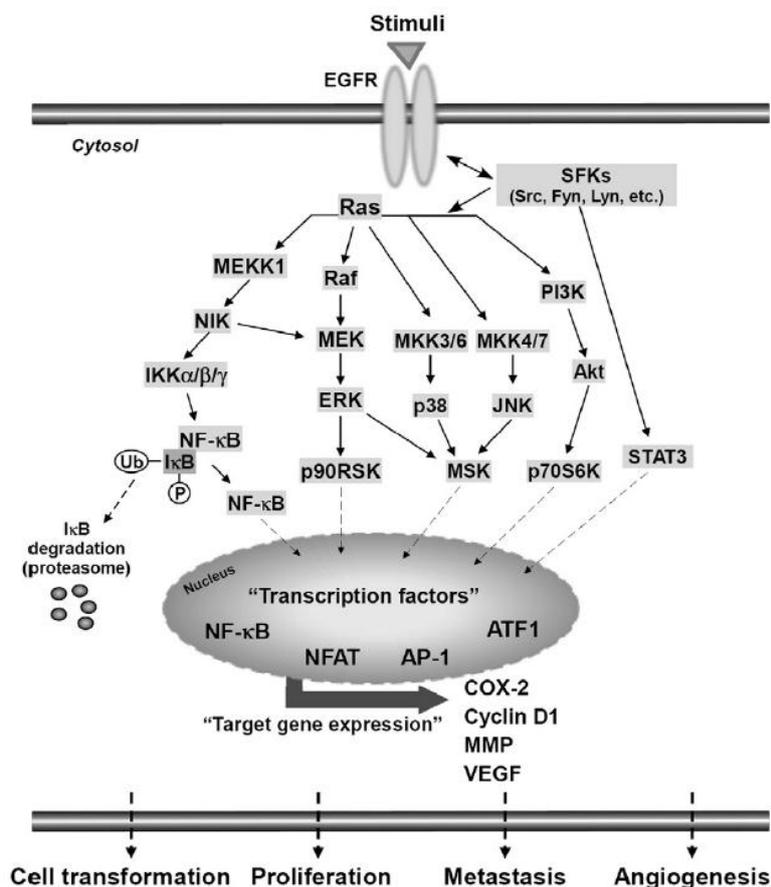 Stimuli
EGFR
Cytosol
SFKs
(Src, Fyn, Lyn, etc.)
Ras
MEKK1
Raf
PI3K
NIK
MEK
MKK3/6
MKK4/7
IKKα/β/γ
Akt
ERK
p38
JNK
NF-κB
Ub
IκB
P
p90RSK
MSK
p70S6K
STAT3
NF-κB
IκB
degradation
(proteasome)
Nucleus
“Transcription factors”
NF-κB
NFAT
AP-1
ATF1
COX-2
“Target gene expression”
Cyclin D1
MMP
VEGF
Cell transformation
Proliferation
Metastasis
Angiogenesis